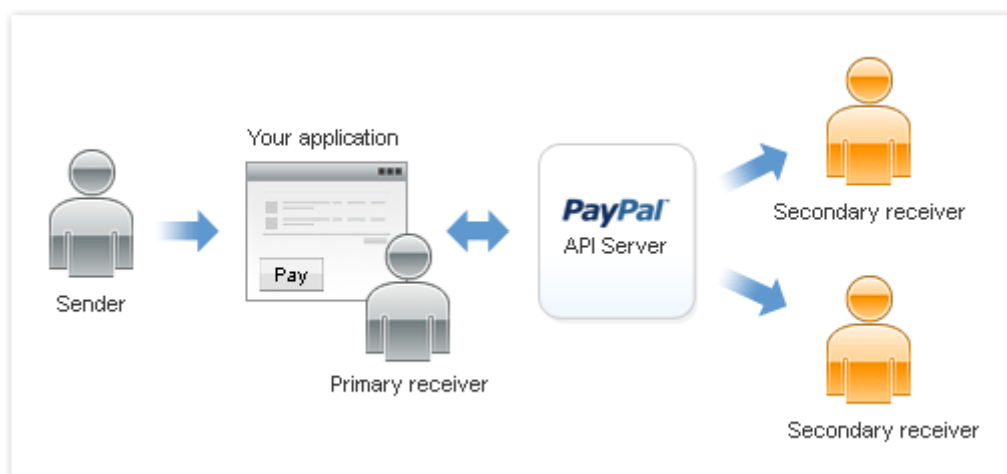 Your application
Sender
Pay
Primary receiver
PayPal
API Server
Secondary receiver
Secondary receiver